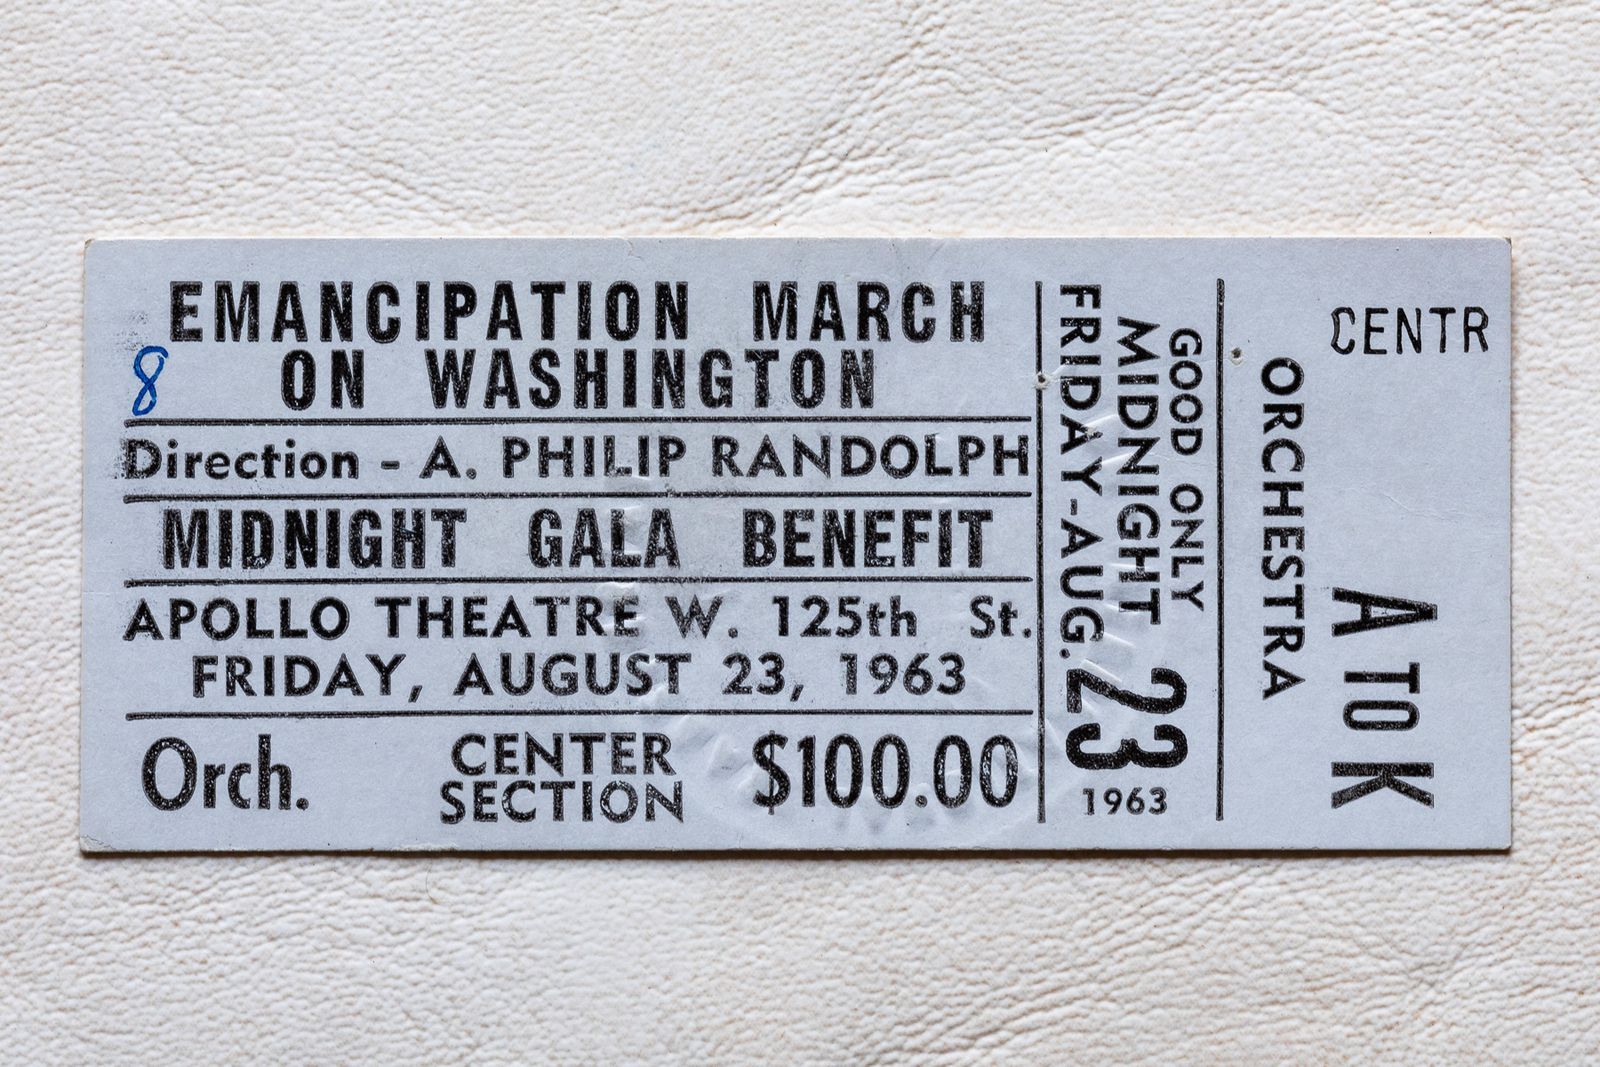 EMANCIPATION MARCH
8 ON WASHINGTON
Direction - A. PHILIP RANDOLPH
MIDNIGHT GALA BENEFIT
APOLLO THEATRE W. 125th St.
FRIDAY, AUGUST 23, 1963
Orch.
CENTER
SECTION
$100.00
GOOD ONLY
MIDNIGHT
FRIDAY-AUG. 23
1963
CENTR
ORCHESTRA
A TO K